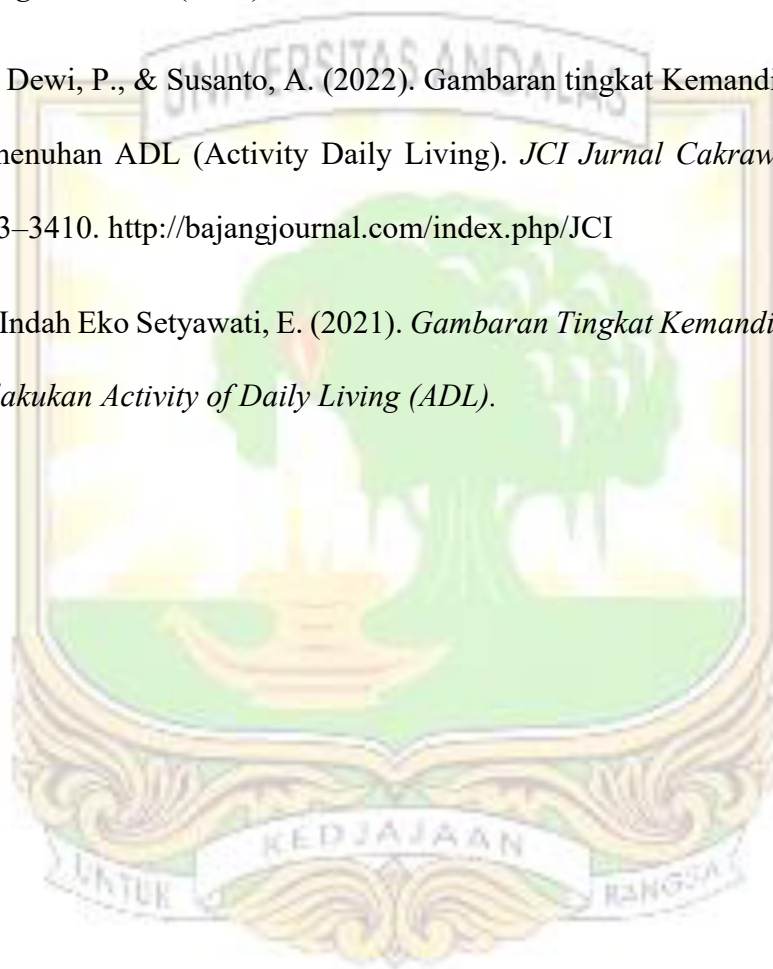 UNIVERSITAS ANDALAS
Dewi, P., & Susanto, A. (2022). Gambaran tingkat Kemandi
nenuhan ADL (Activity Daily Living). JCI Jurnal Cakraw
3–3410. http://bajangjournal.com/index.php/JCI
Indah Eko Setyawati, E. (2021). Gambaran Tingkat Kemandi
lakukan Activity of Daily Living (ADL).
KEDJAJAAN
UNTUK
BANGSA